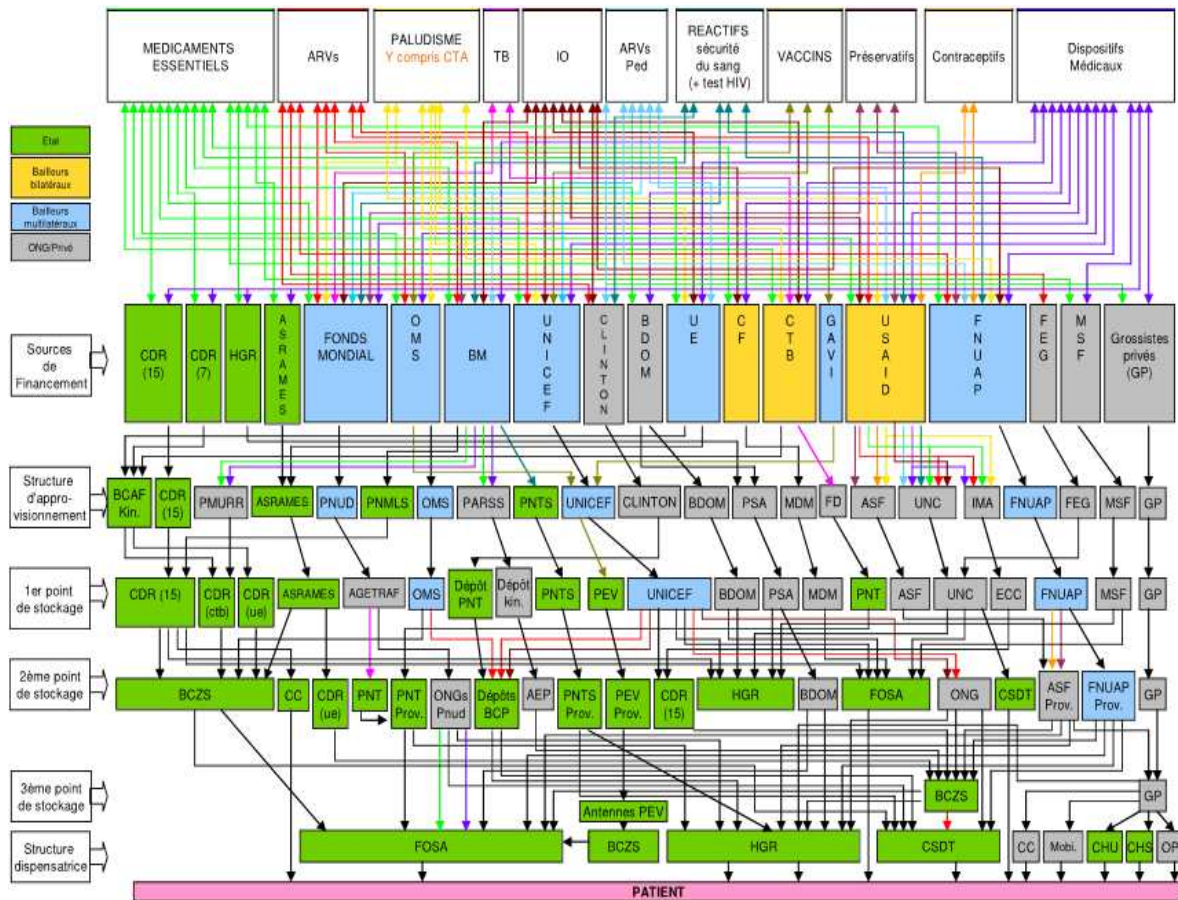 MEDICAMENTS
ESSENTIELS
ARVs
PALUDISME
Y compris CTA
TB
IO
ARVs
Ped
REACTIFS
sécurité
du sang
(+ test HIV)
VACCINS
Préservatifs
Contraceptifs
Dispositifs
Médicaux
Etat
Bailleurs
bilatéraux
Bailleurs
multilatéraux
ONG/Privé
Sources
de
Financement
CDR
(15)
CDR
(7)
HGR
ASRAMES
FONDS
MONDIAL
OMS
BM
UNICEF
CLINTON
BDOM
UE
CF
CTB
GAVI
USAID
FNUAP
FEG
MSF
Grossistes
privés
(GP)
Structure
d'appro-
visionnement
BCAF
Kin.
CDR
(15)
PMURR
ASRAMES
PNUD
PNMLS
OMS
PARSS
PNTS
UNICEF
CLINTON
BDOM
PSA
MDM
FD
ASF
UNC
IMA
FNUAP
FEG
MSF
GP
1er point
de stockage
CDR (15)
CDR
(ctb)
CDR
(ue)
ASRAMES
AGETRAF
OMS
Dépôt
PNT
Dépôt
kin.
PNTS
PEV
UNICEF
BDOM
PSA
MDM
PNT
ASF
UNC
ECC
FNUAP
MSF
GP
2ème point
de stockage
BCZS
CC
CDR
(ue)
PNT
PNT
Prov.
ONGs
Pnud
Dépôts
BCP
AEP
PNTS
Prov.
PEV
Prov.
CDR
(15)
HGR
BDOM
FOSA
ONG
CSDT
ASF
Prov.
FNUAP
Prov.
GP
3ème point
de stockage
Antennes PEV
BCZS
GP
Structure
dispensatrice
FOSA
BCZS
HGR
CSDT
CC
Mobi.
CHU
CHS
OP
PATIENT